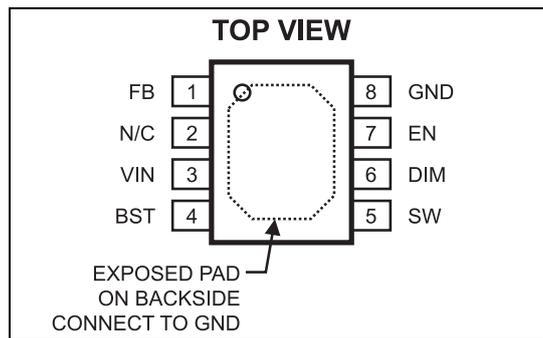 TOP VIEW
FB 1 8 GND
N/C 2 7 EN
VIN 3 6 DIM
BST 4 5 SW
EXPOSED PAD
ON BACKSIDE
CONNECT TO GND